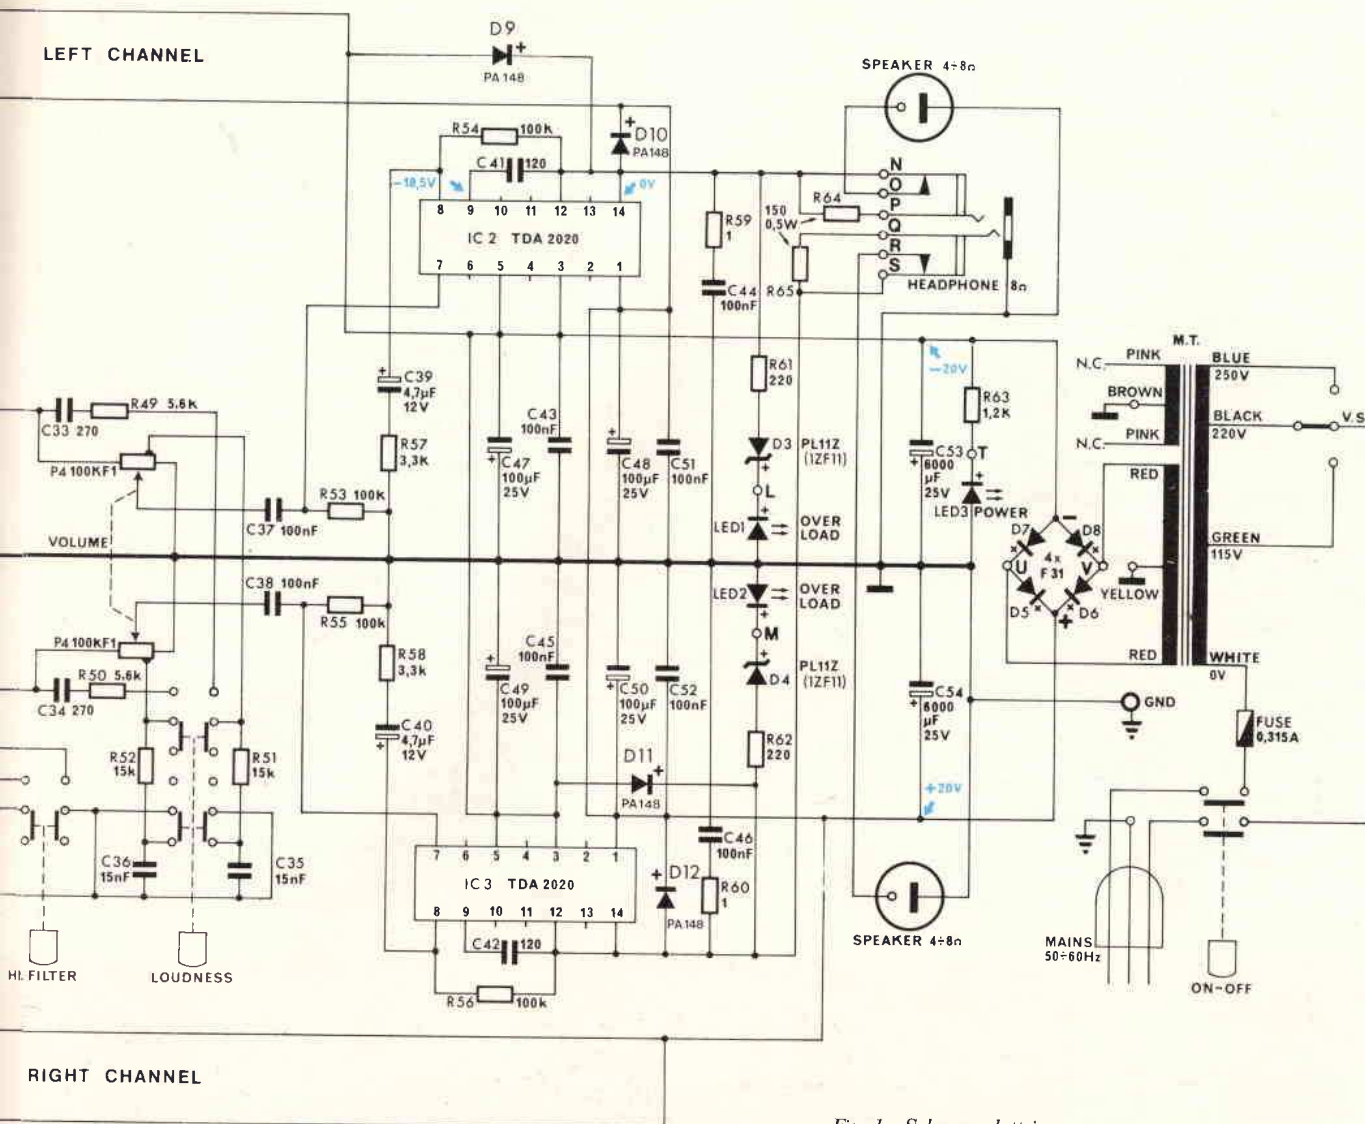 LEFT CHANNEL
D9
+
PA 148
SPEAKER 4÷8Ω
R54 100K
C41 120
+
D10
PA148
-18,5V
0V
8 9 10 11 12 13 14
IC 2 TDA 2020
7 6 5 4 3 2 1
R59
1
C44
100nF
150
0,5W
R64
R65
N
O
P
Q
R
S
HEADPHONE 8Ω
+
C39
4,7µF
12V
R57
3,3K
C43
100nF
+
C47
100µF
25V
+
C48
100µF
25V
C51
100nF
R61
220
D3 PL11Z
(1ZF11)
+
L
+
LED1
OVER
LOAD
-20V
R63
1,2K
C53
+
6000
µF
25V
T
+
LED3 POWER
M.T.
N.C. PINK
BROWN
N.C. PINK
RED
BLUE
250V
BLACK
220V
V.S
GREEN
115V
YELLOW
RED
WHITE
0V
D7
D8
-
4x
F 31
U
V
D5
D6
+
R49 5.6K
C33 270
P4 100KF1
R53 100K
C37 100nF
VOLUME
C38 100nF
R55 100k
P4 100KF1
R50 5.6k
C34 270
R58
3,3k
C40
4,7µF
+
12V
C45
100nF
+
C49
100µF
25V
C50
+
100µF
25V
C52
100nF
LED2
+
OVER
LOAD
M
+
D4
PL11Z
(1ZF11)
R62
220
C54
+
6000
µF
25V
+20V
GND
FUSE
0,315A
R52
15k
R51
15k
D11
+
PA148
C46
100nF
7 6 5 4 3 2 1
IC 3 TDA 2020
8 9 10 11 12 13 14
+
D12
PA148
R60
1
C36
15nF
C35
15nF
C42 120
R56 100k
SPEAKER 4÷8Ω
MAINS
50÷60Hz
ON-OFF
HI. FILTER
LOUDNESS
RIGHT CHANNEL